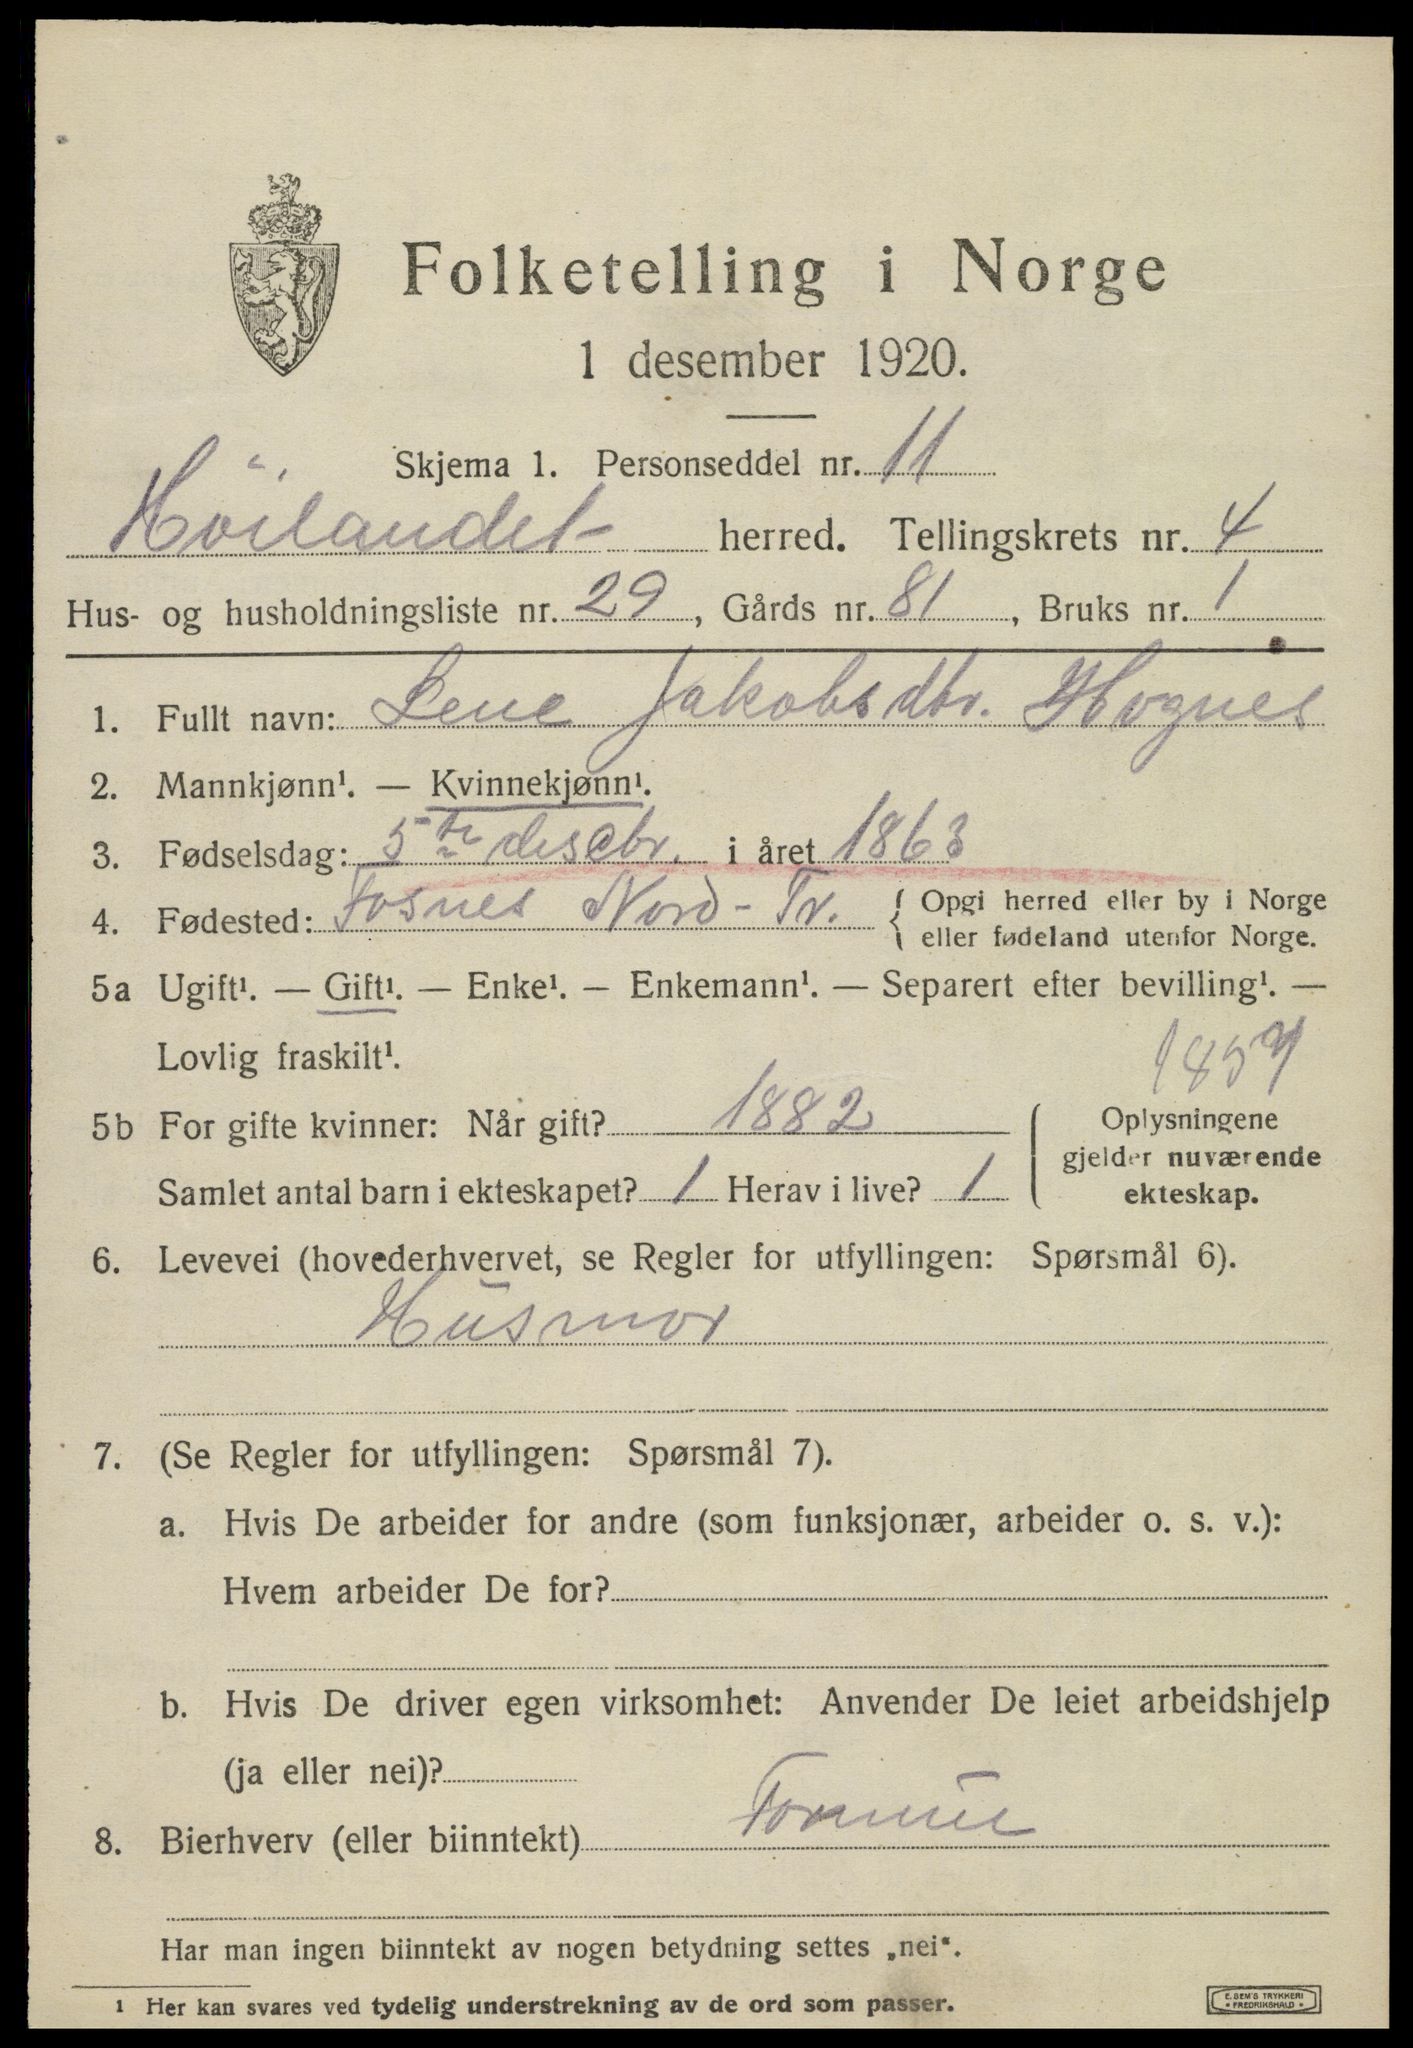 Folketelling i Norge
1 desember 1920.
Skjema 1. Personseddel nr. 11
Höilandet herred. Tellingskrets nr. 4
Hus- og husholdningsliste nr. 29, Gårds nr. 81, Bruks nr. 1
1. Fullt navn: Lene Jakobsdtr. Hognes
2. Mannkjønn¹. — Kvinnekjønn¹.
3. Fødselsdag: 5te desebr. i året 1863
4. Fødested: Fosnes Nord-Tr. { Opgi herred eller by i Norge
eller fødeland utenfor Norge.
5a Ugift¹. — Gift¹. — Enke¹. — Enkemann¹. — Separert efter bevilling¹. —
Lovlig fraskilt¹.
1857
5b For gifte kvinner: Når gift? 1882
Samlet antal barn i ekteskapet? 1 Herav i live? 1
Oplysningene
gjelder nuværende
ekteskap.
6. Levevei (hovederhvervet, se Regler for utfyllingen: Spørsmål 6).
Husmor
7. (Se Regler for utfyllingen: Spørsmål 7).
a. Hvis De arbeider for andre (som funksjonær, arbeider o. s. v.):
Hvem arbeider De for?
b. Hvis De driver egen virksomhet: Anvender De leiet arbeidshjelp
(ja eller nei)?
8. Bierhverv (eller biinntekt) Formue
Har man ingen biinntekt av nogen betydning settes „nei“.
1 Her kan svares ved tydelig understrekning av de ord som passer.
E. SEM'S TRYKKERI
* FREDRIKSHALD *